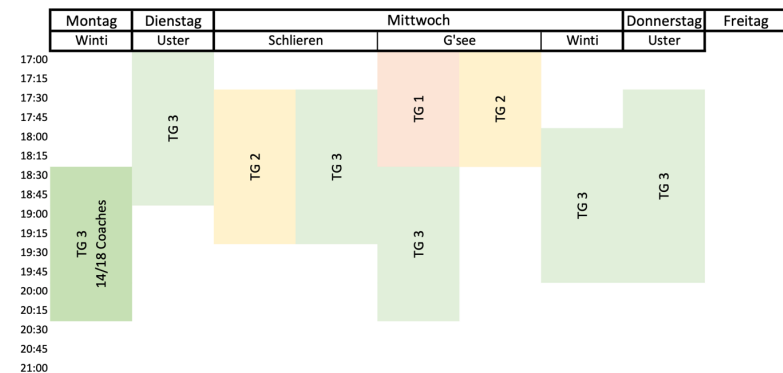 Montag Dienstag Mittwoch Donnerstag Freitag
Winti Uster Schlieren G'see Winti Uster
17:00
17:15
17:30
17:45
18:00
18:15
18:30
18:45
19:00
19:15
19:30
19:45
20:00
20:15
20:30
20:45
21:00
TG 3
14/18 Coaches
TG 3
TG 2
TG 3
TG 1
TG 3
TG 2
TG 3
TG 3